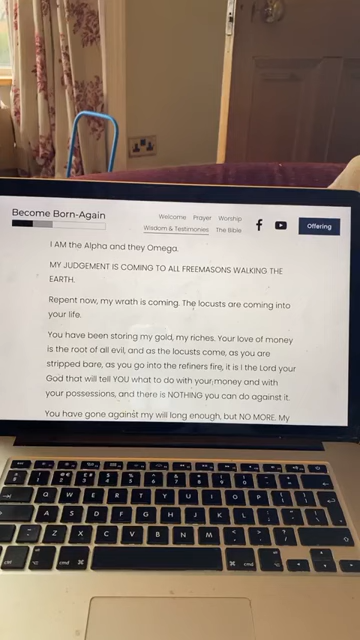 Become Born-Again
Welcome Prayer Worship
Wisdom & Testimonies The Bible
Offering
I AM the Alpha and they Omega.
MY JUDGEMENT IS COMING TO ALL FREEMASONS WALKING THE
EARTH.
Repent now, my wrath is coming. The locusts are coming into
your life.
You have been storing my gold, my riches. Your love of money
is the root of all evil, and as the locusts come, as you are
stripped bare, as you go into the refiners fire, it is I the Lord your
God that will tell YOU what to do with your money and with
your possessions, and there is NOTHING you can do against it.
You have gone against my will long enough, but NO MORE. My
Q W E R T Y U I O P
A S D F G H J K L
Z X C V B N M
cmd cmd